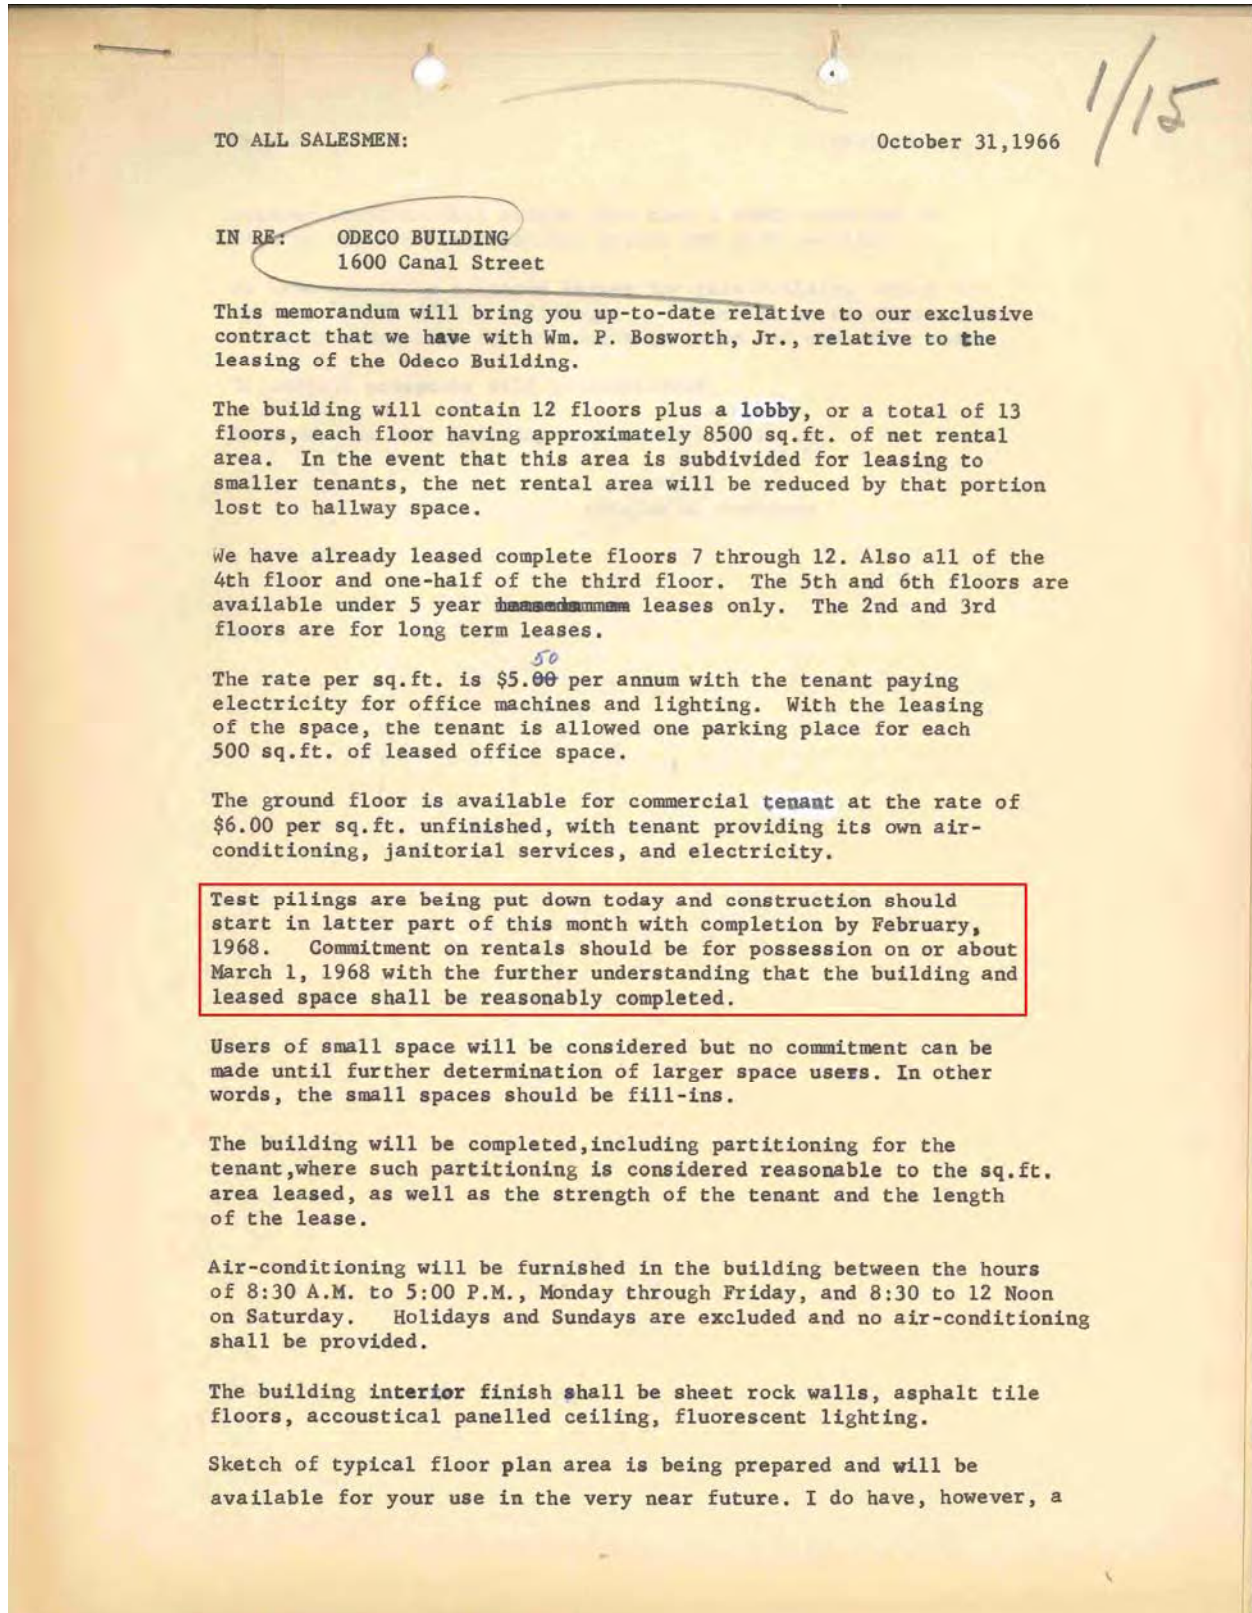 1/15
TO ALL SALESMEN: October 31,1966
IN RE: ODECO BUILDING
1600 Canal Street
This memorandum will bring you up-to-date relative to our exclusive
contract that we have with Wm. P. Bosworth, Jr., relative to the
leasing of the Odeco Building.
The building will contain 12 floors plus a lobby, or a total of 13
floors, each floor having approximately 8500 sq.ft. of net rental
area. In the event that this area is subdivided for leasing to
smaller tenants, the net rental area will be reduced by that portion
lost to hallway space.
We have already leased complete floors 7 through 12. Also all of the
4th floor and one-half of the third floor. The 5th and 6th floors are
available under 5 year leases only. The 2nd and 3rd
floors are for long term leases.
50
The rate per sq.ft. is $5.00 per annum with the tenant paying
electricity for office machines and lighting. With the leasing
of the space, the tenant is allowed one parking place for each
500 sq.ft. of leased office space.
The ground floor is available for commercial tenant at the rate of
$6.00 per sq.ft. unfinished, with tenant providing its own air-
conditioning, janitorial services, and electricity.
Test pilings are being put down today and construction should
start in latter part of this month with completion by February,
1968. Commitment on rentals should be for possession on or about
March 1, 1968 with the further understanding that the building and
leased space shall be reasonably completed.
Users of small space will be considered but no commitment can be
made until further determination of larger space users. In other
words, the small spaces should be fill-ins.
The building will be completed,including partitioning for the
tenant,where such partitioning is considered reasonable to the sq.ft.
area leased, as well as the strength of the tenant and the length
of the lease.
Air-conditioning will be furnished in the building between the hours
of 8:30 A.M. to 5:00 P.M., Monday through Friday, and 8:30 to 12 Noon
on Saturday. Holidays and Sundays are excluded and no air-conditioning
shall be provided.
The building interior finish shall be sheet rock walls, asphalt tile
floors, accoustical panelled ceiling, fluorescent lighting.
Sketch of typical floor plan area is being prepared and will be
available for your use in the very near future. I do have, however, a